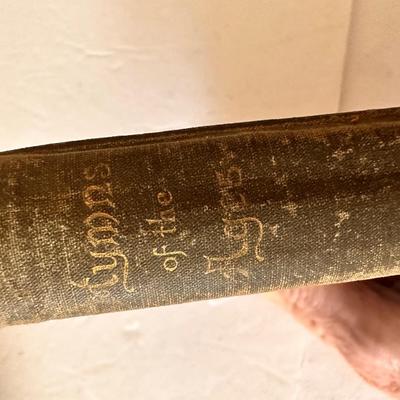 Hymns
of the
Ages